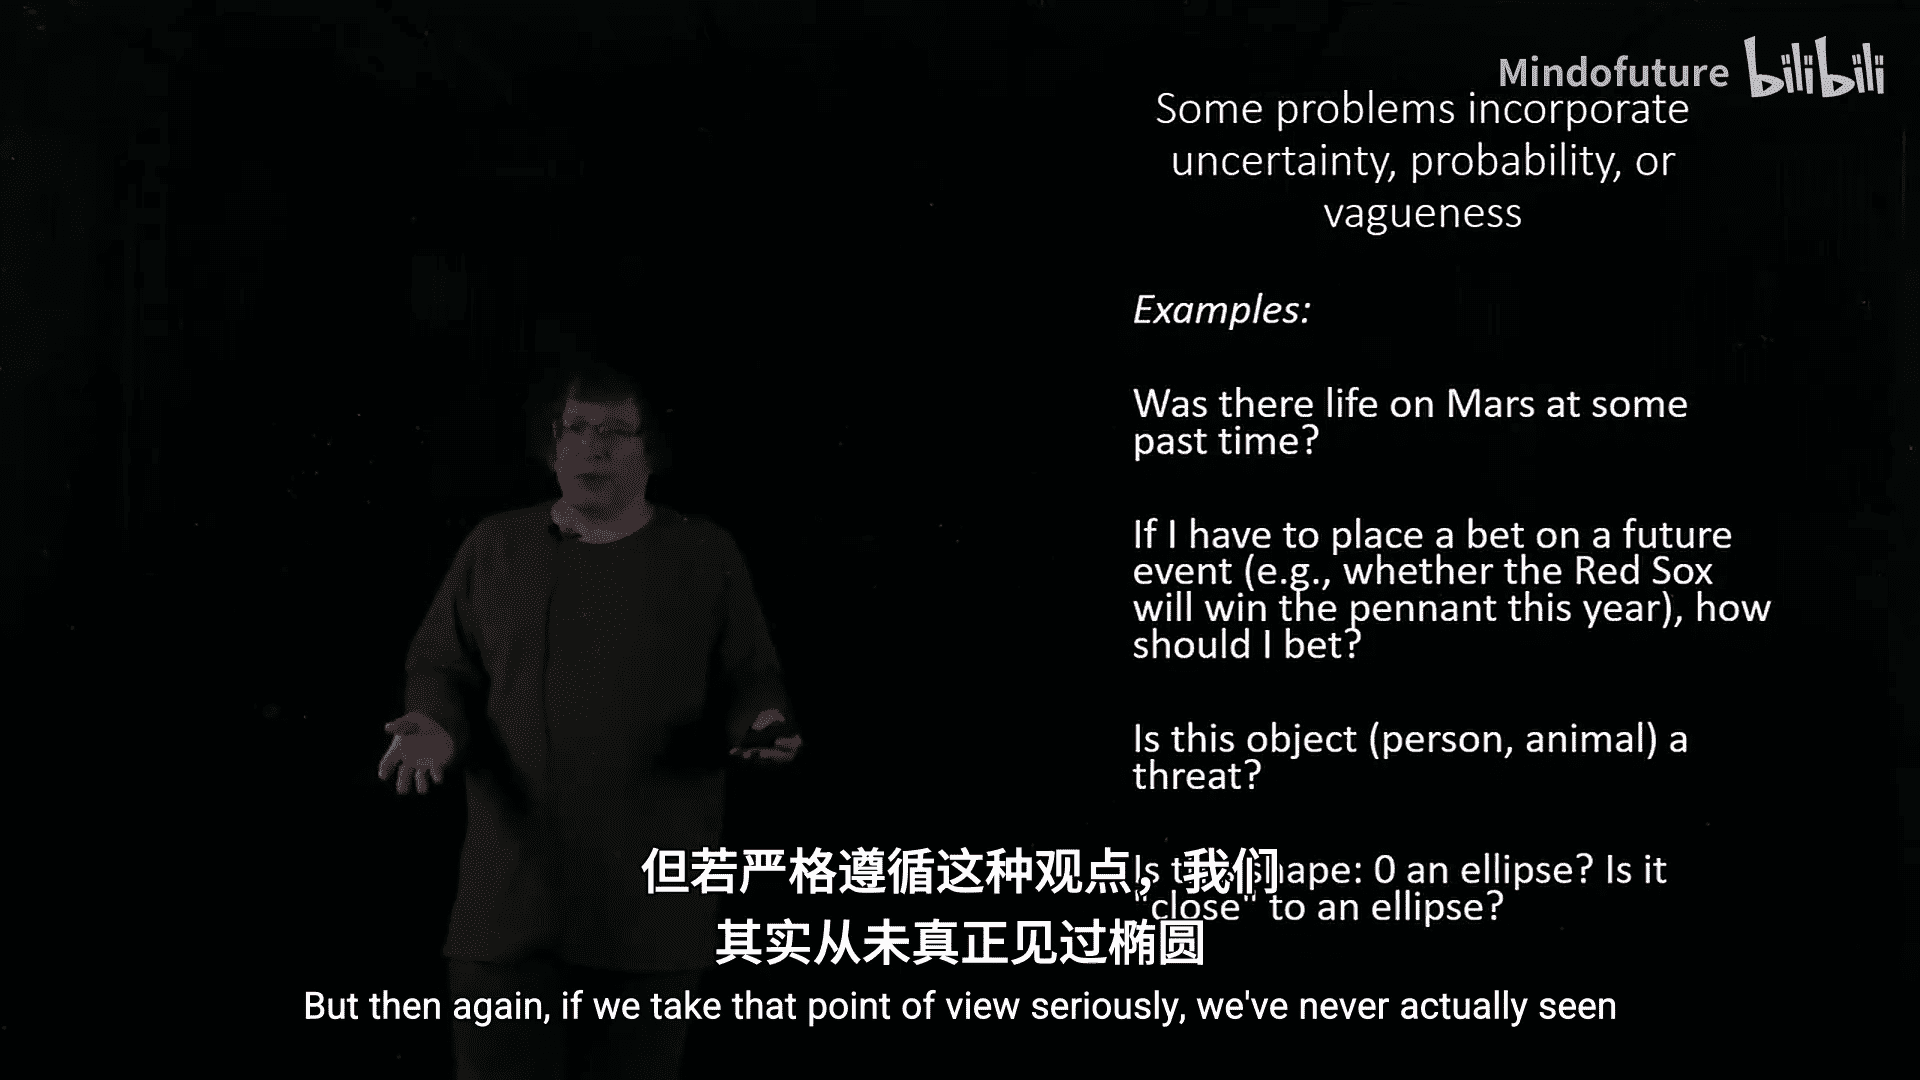 Mindofuture bilibili
Some problems incorporate
uncertainty, probability, or
vagueness
Examples:
Was there life on Mars at some
past time?
If I have to place a bet on a future
event (e.g., whether the Red Sox
will win the pennant this year), how
should I bet?
Is this object (person, animal) a
threat?
Is shape: 0 an ellipse? Is it
"close" to an ellipse?
但若严格遵循这种观点，我们
其实从未真正见过椭圆
But then again, if we take that point of view seriously, we've never actually seen